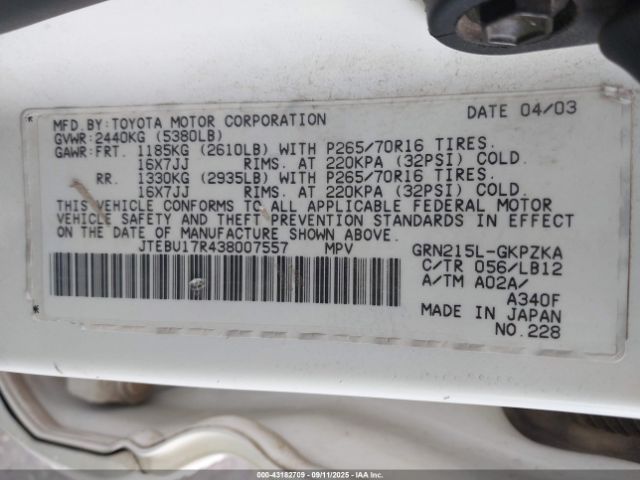 MFD.BY:TOYOTA MOTOR CORPORATION DATE 04/03
GVWR:2440KG (5380LB)
GAWR:FRT. 1185KG (2610LB) WITH P265/70R16 TIRES.
16X7JJ RIMS. AT 220KPA (32PSI) COLD.
RR. 1330KG (2935LB) WITH P265/70R16 TIRES.
16X7JJ RIMS. AT 220KPA (32PSI) COLD.
THIS VEHICLE CONFORMS TO ALL APPLICABLE FEDERAL MOTOR
VEHICLE SAFETY AND THEFT PREVENTION STANDARDS IN EFFECT
ON THE DATE OF MANUFACTURE SHOWN ABOVE.
JTEBU17R438007557 MPV GRN215L-GKPZKA
C/TR 056/LB12
A/TM A02A/
A340F
MADE IN JAPAN
NO.228
000-43182709 - 09/11/2025 - IAAI.COM